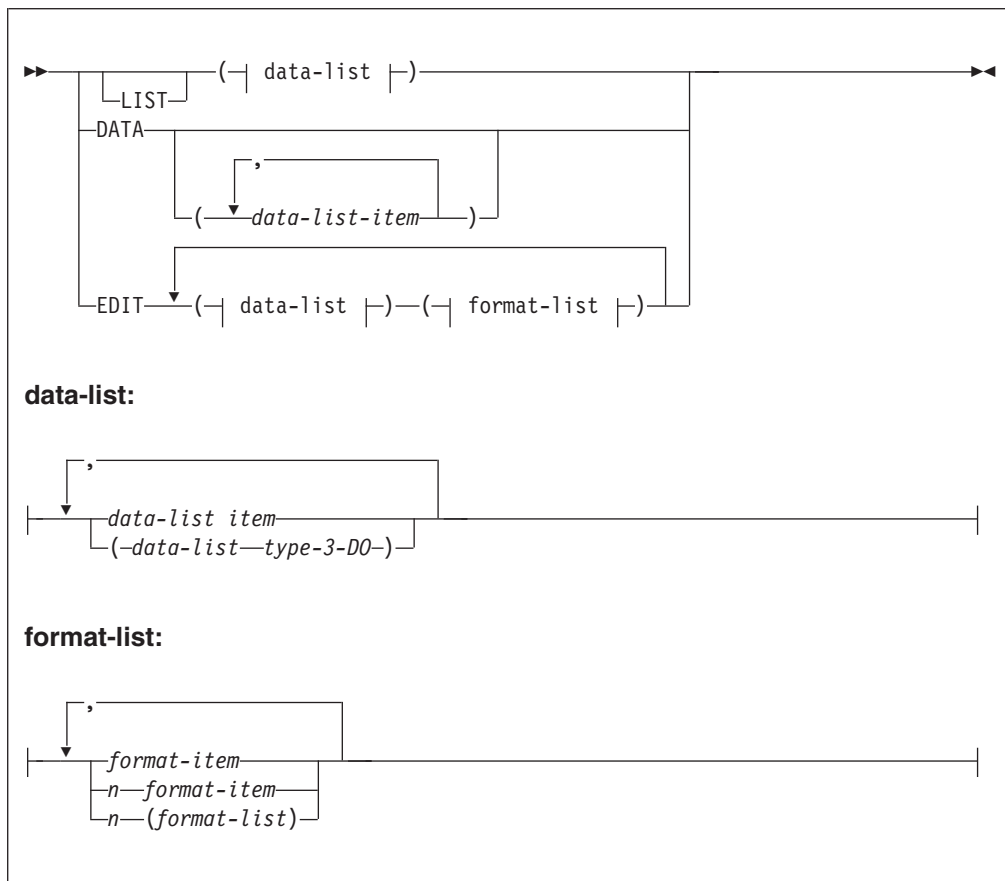 ( data-list )
LIST
DATA
,
( data-list-item )
EDIT ( data-list ) ( format-list )
data-list:
,
data-list item
( data-list type-3-DO )
format-list:
,
format-item
n format-item
n (format-list)